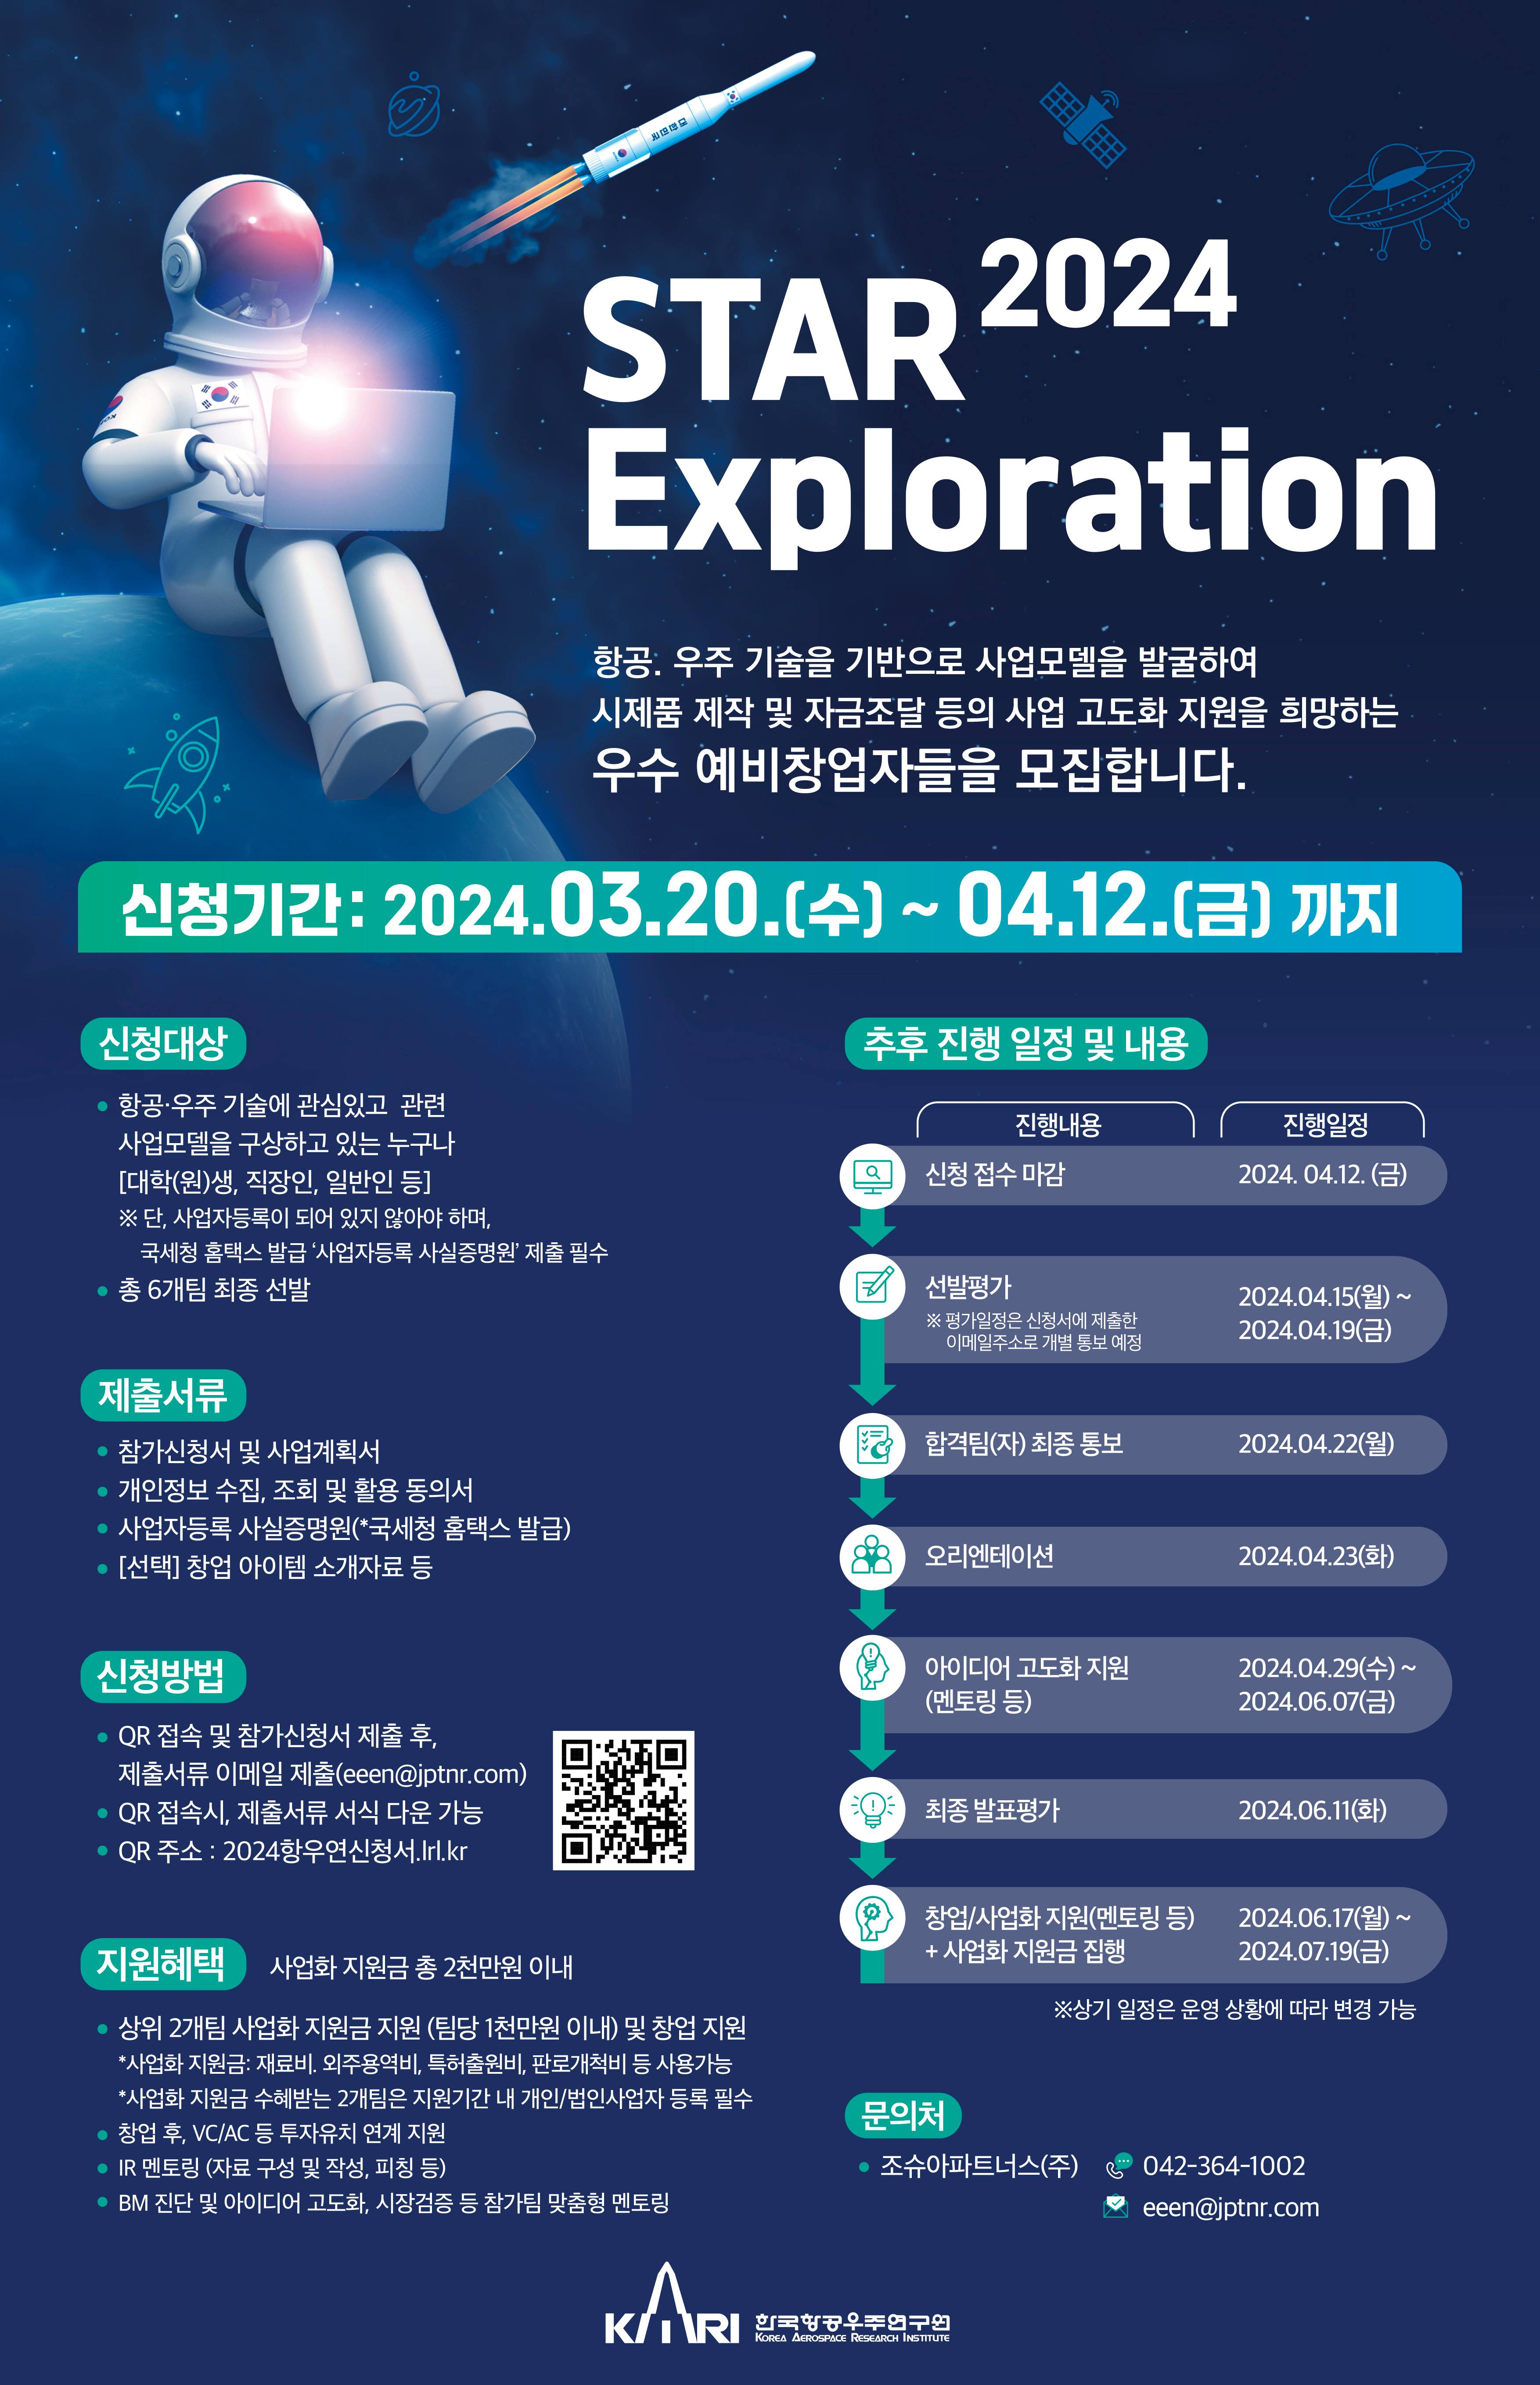 대한민국
2024
STAR
Exploration
항공. 우주 기술을 기반으로 사업모델을 발굴하여
시제품 제작 및 자금조달 등의 사업 고도화 지원을 희망하는
우수 예비창업자들을 모집합니다.
신청기간: 2024.03.20.(수) ~ 04.12.(금) 까지
신청대상
• 항공·우주 기술에 관심있고 관련
사업모델을 구상하고 있는 누구나
[대학(원)생, 직장인, 일반인 등]
※ 단, 사업자등록이 되어 있지 않아야 하며,
국세청 홈택스 발급 ‘사업자등록 사실증명원’ 제출 필수
• 총 6개팀 최종 선발
제출서류
• 참가신청서 및 사업계획서
• 개인정보 수집, 조회 및 활용 동의서
• 사업자등록 사실증명원(*국세청 홈택스 발급)
• [선택] 창업 아이템 소개자료 등
신청방법
• QR 접속 및 참가신청서 제출 후,
제출서류 이메일 제출(eeen@jptnr.com)
• QR 접속시, 제출서류 서식 다운 가능
• QR 주소 : 2024항우연신청서.lrl.kr
지원혜택 사업화 지원금 총 2천만원 이내
• 상위 2개팀 사업화 지원금 지원 (팀당 1천만원 이내) 및 창업 지원
*사업화 지원금: 재료비. 외주용역비, 특허출원비, 판로개척비 등 사용가능
*사업화 지원금 수혜받는 2개팀은 지원기간 내 개인/법인사업자 등록 필수
• 창업 후, VC/AC 등 투자유치 연계 지원
• IR 멘토링 (자료 구성 및 작성, 피칭 등)
• BM 진단 및 아이디어 고도화, 시장검증 등 참가팀 맞춤형 멘토링
추후 진행 일정 및 내용
진행내용 진행일정
신청 접수 마감 2024. 04.12. (금)
선발평가
※ 평가일정은 신청서에 제출한
이메일주소로 개별 통보 예정
2024.04.15(월) ~
2024.04.19(금)
합격팀(자) 최종 통보 2024.04.22(월)
오리엔테이션 2024.04.23(화)
아이디어 고도화 지원
(멘토링 등)
2024.04.29(수) ~
2024.06.07(금)
최종 발표평가 2024.06.11(화)
창업/사업화 지원(멘토링 등)
+ 사업화 지원금 집행
2024.06.17(월) ~
2024.07.19(금)
※상기 일정은 운영 상황에 따라 변경 가능
문의처
• 조슈아파트너스(주) 042-364-1002
eeen@jptnr.com
KARI 한국항공우주연구원
KOREA AEROSPACE RESEARCH INSTITUTE